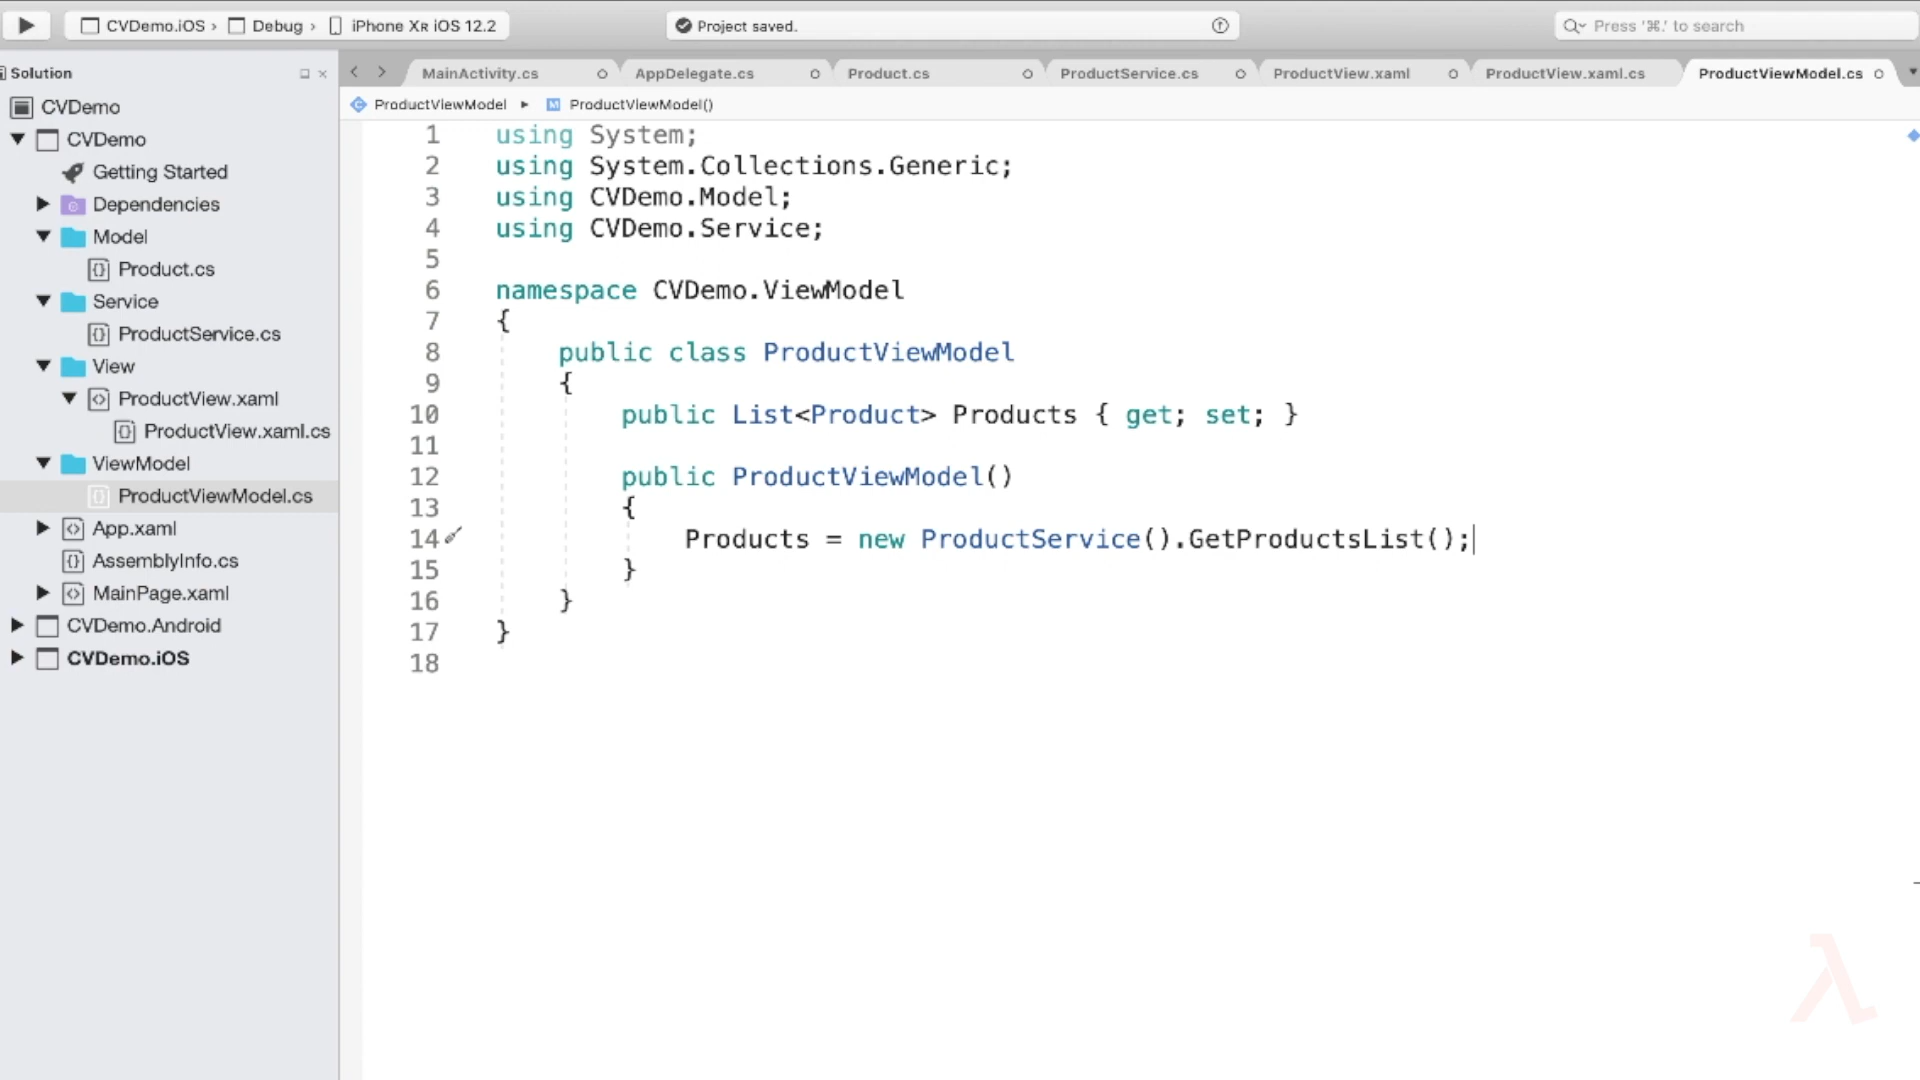 CVDemo.iOS › Debug › iPhone XR iOS 12.2
Project saved.
Press '⌘.' to search
Solution
MainActivity.cs
AppDelegate.cs
Product.cs
ProductService.cs
ProductView.xaml
ProductView.xaml.cs
ProductViewModel.cs
ProductViewModel ▸ M ProductViewModel()
CVDemo
CVDemo
Getting Started
Dependencies
Model
Product.cs
Service
ProductService.cs
View
ProductView.xaml
ProductView.xaml.cs
ViewModel
ProductViewModel.cs
App.xaml
AssemblyInfo.cs
MainPage.xaml
CVDemo.Android
CVDemo.iOS
1 using System;
2 using System.Collections.Generic;
3 using CVDemo.Model;
4 using CVDemo.Service;
5
6 namespace CVDemo.ViewModel
7 {
8 public class ProductViewModel
9 {
10 public List<Product> Products { get; set; }
11
12 public ProductViewModel()
13 {
14 Products = new ProductService().GetProductsList();
15 }
16 }
17 }
18
λ